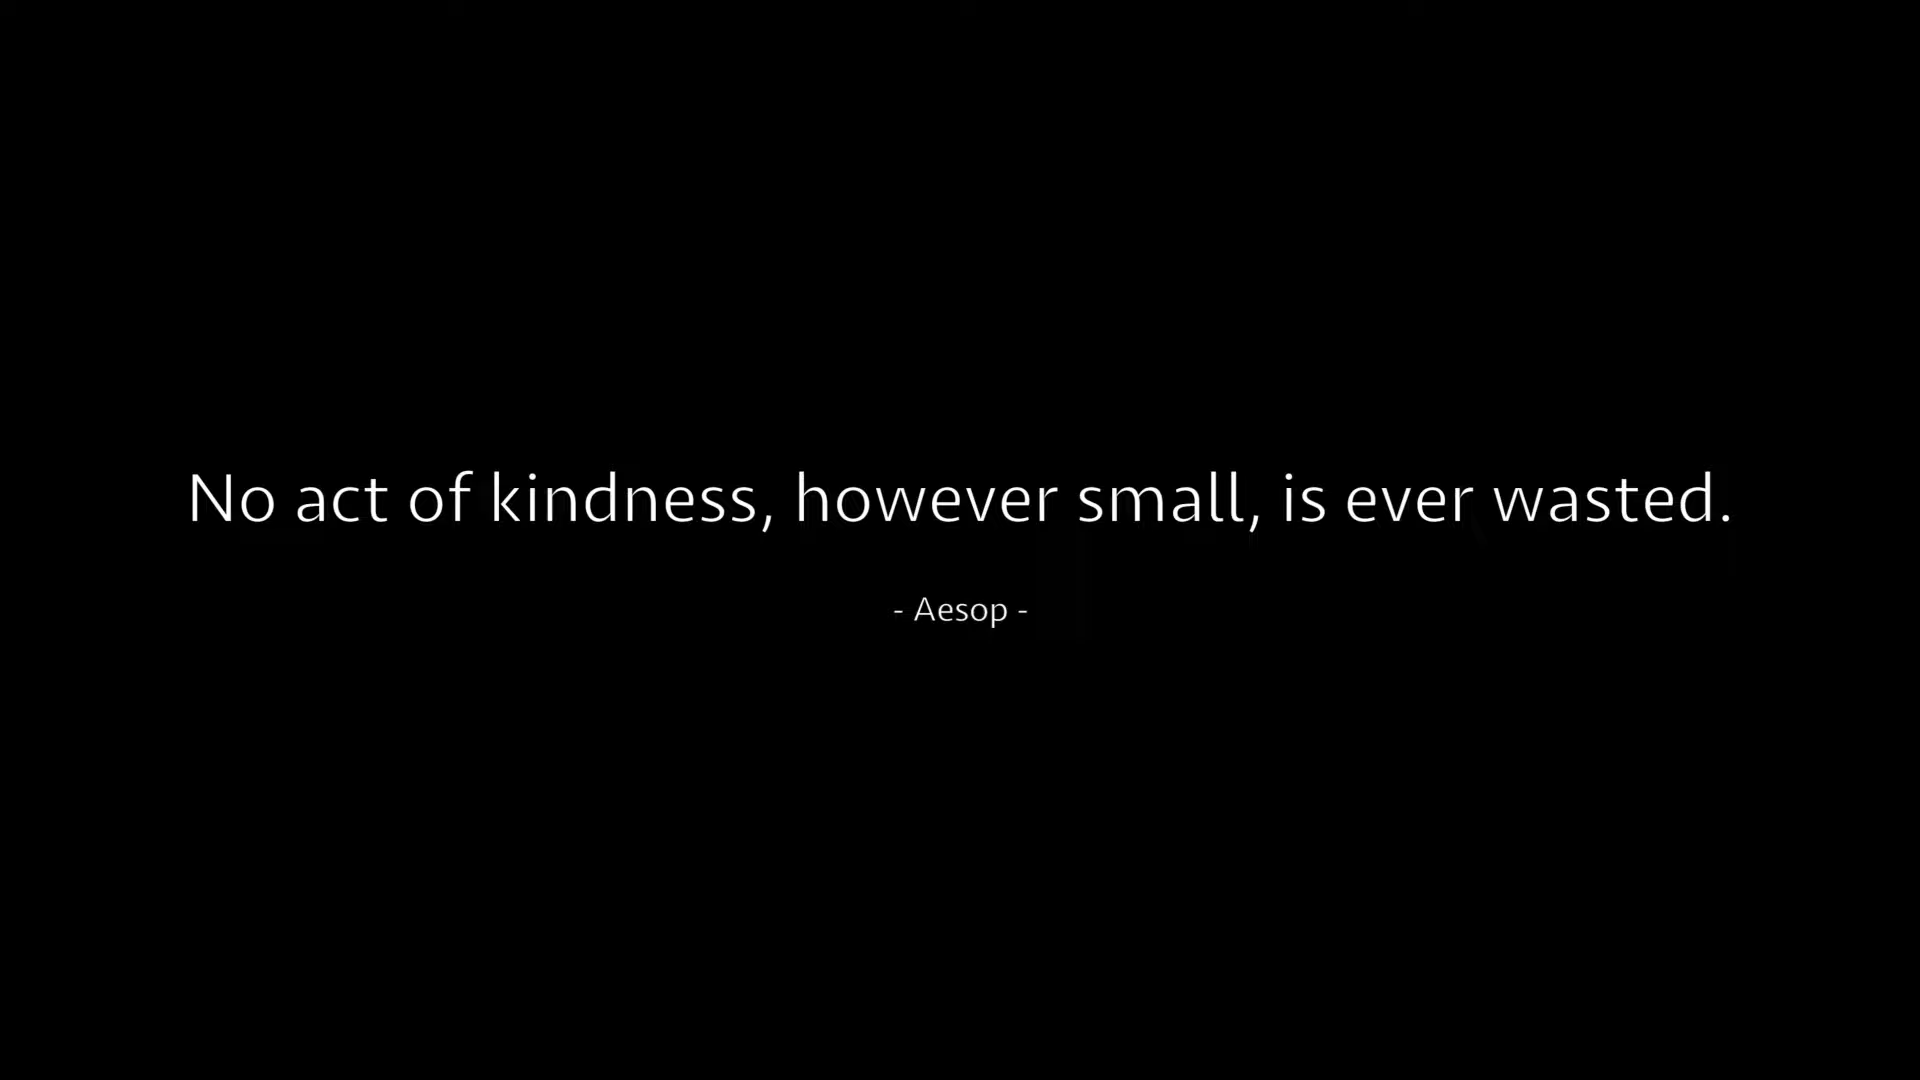 No act of kindness, however small, is ever wasted.
- Aesop -